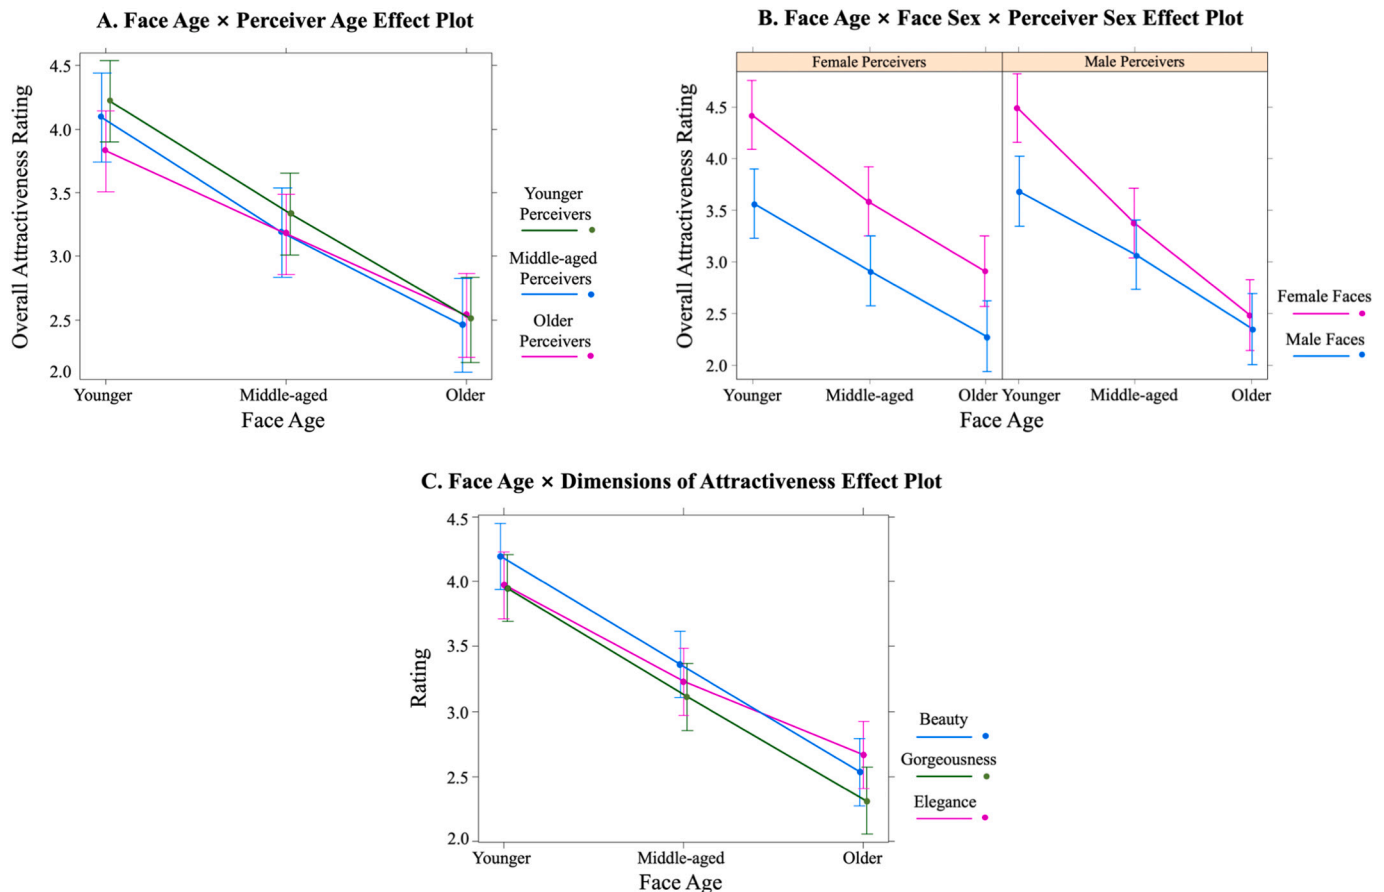 A. Face Age × Perceiver Age Effect Plot
Overall Attractiveness Rating
4.5
4.0
3.5
3.0
2.5
2.0
Younger
Middle-aged
Older
Face Age
Younger
Perceivers
Middle-aged
Perceivers
Older
Perceivers
B. Face Age × Face Sex × Perceiver Sex Effect Plot
Female Perceivers
Male Perceivers
Overall Attractiveness Rating
4.5
4.0
3.5
3.0
2.5
2.0
Younger
Middle-aged
Older
Younger
Middle-aged
Older
Face Age
Female Faces
Male Faces
C. Face Age × Dimensions of Attractiveness Effect Plot
Rating
4.5
4.0
3.5
3.0
2.5
2.0
Younger
Middle-aged
Older
Face Age
Beauty
Gorgeousness
Elegance